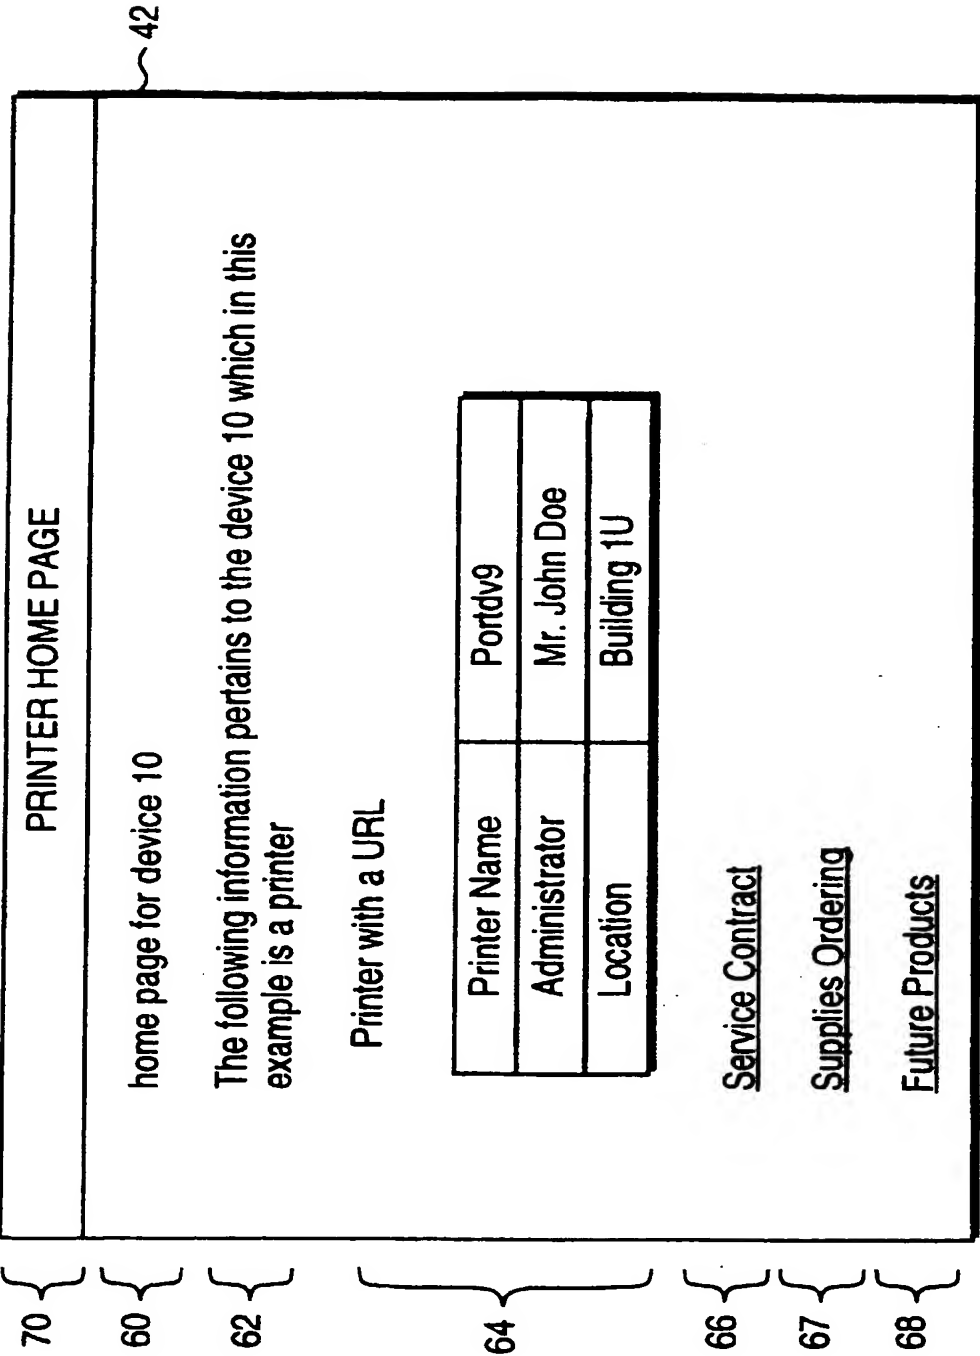 42
70
PRINTER HOME PAGE
60
home page for device 10
62
The following information pertains to the device 10 which in this
example is a printer
64
Printer with a URL
Printer Name Portdv9
Administrator Mr. John Doe
Location Building 1U
66
Service Contract
67
Supplies Ordering
68
Future Products